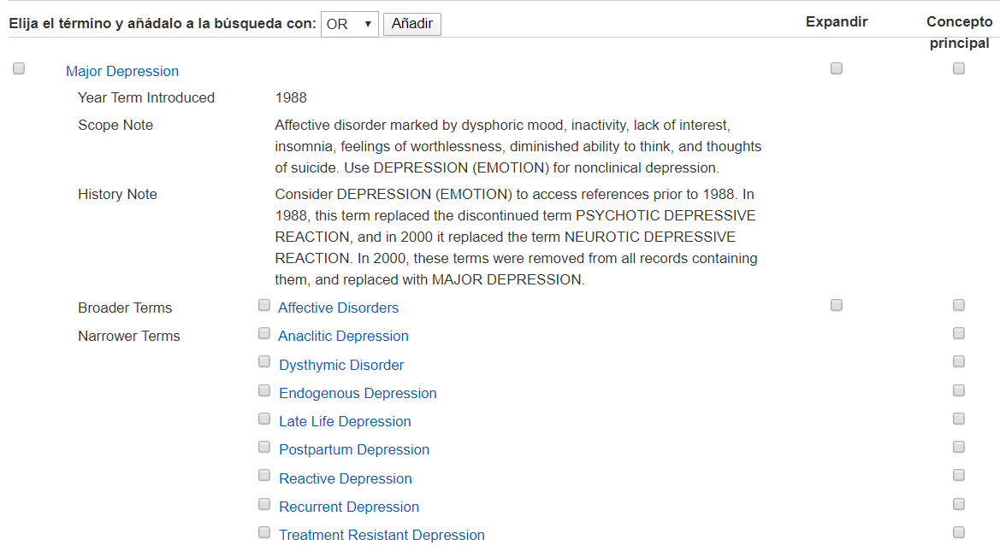 Elija el término y añádalo a la búsqueda con: OR ▼ Añadir Expandir Concepto
principal
Major Depression
Year Term Introduced 1988
Scope Note Affective disorder marked by dysphoric mood, inactivity, lack of interest,
insomnia, feelings of worthlessness, diminished ability to think, and thoughts
of suicide. Use DEPRESSION (EMOTION) for nonclinical depression.
History Note Consider DEPRESSION (EMOTION) to access references prior to 1988. In
1988, this term replaced the discontinued term PSYCHOTIC DEPRESSIVE
REACTION, and in 2000 it replaced the term NEUROTIC DEPRESSIVE
REACTION. In 2000, these terms were removed from all records containing
them, and replaced with MAJOR DEPRESSION.
Broader Terms Affective Disorders
Narrower Terms Anaclitic Depression
Dysthymic Disorder
Endogenous Depression
Late Life Depression
Postpartum Depression
Reactive Depression
Recurrent Depression
Treatment Resistant Depression